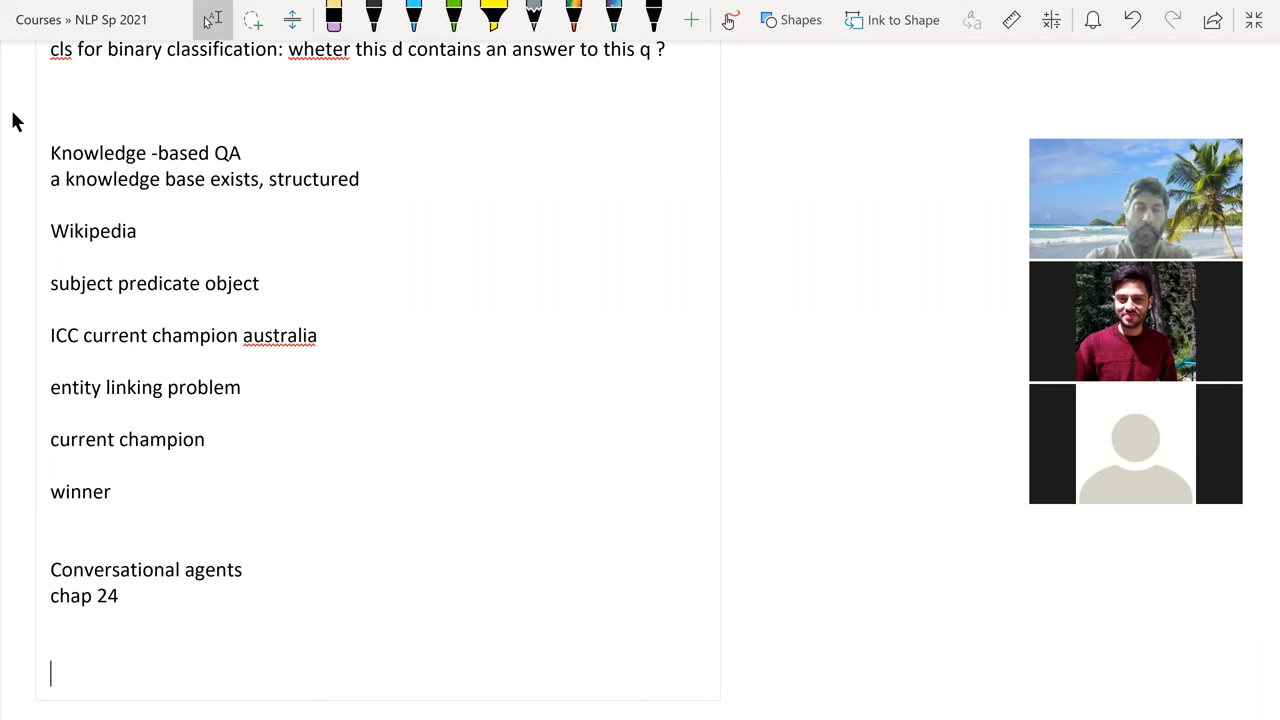 Courses » NLP Sp 2021
Shapes
Ink to Shape
cls for binary classification: wheter this d contains an answer to this q ?
Knowledge -based QA
a knowledge base exists, structured
Wikipedia
subject predicate object
ICC current champion australia
entity linking problem
current champion
winner
Conversational agents
chap 24